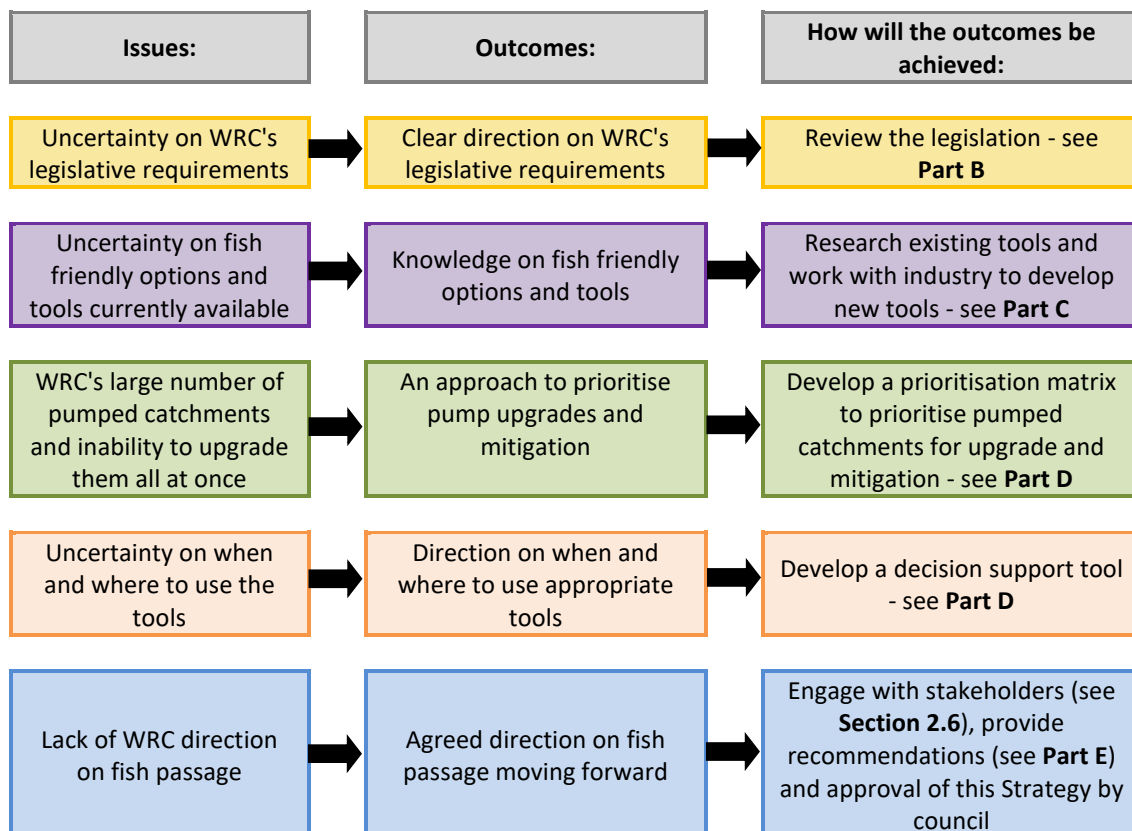 Issues:
Outcomes:
How will the outcomes be
achieved:
Uncertainty on WRC's
legislative requirements
Clear direction on WRC's
legislative requirements
Review the legislation - see
Part B
Uncertainty on fish
friendly options and
tools currently available
Knowledge on fish friendly
options and tools
Research existing tools and
work with industry to develop
new tools - see Part C
WRC's large number of
pumped catchments
and inability to upgrade
them all at once
An approach to prioritise
pump upgrades and
mitigation
Develop a prioritisation matrix
to prioritise pumped
catchments for upgrade and
mitigation - see Part D
Uncertainty on when
and where to use the
tools
Direction on when and
where to use appropriate
tools
Develop a decision support tool
- see Part D
Lack of WRC direction
on fish passage
Agreed direction on fish
passage moving forward
Engage with stakeholders (see
Section 2.6), provide
recommendations (see Part E)
and approval of this Strategy by
council